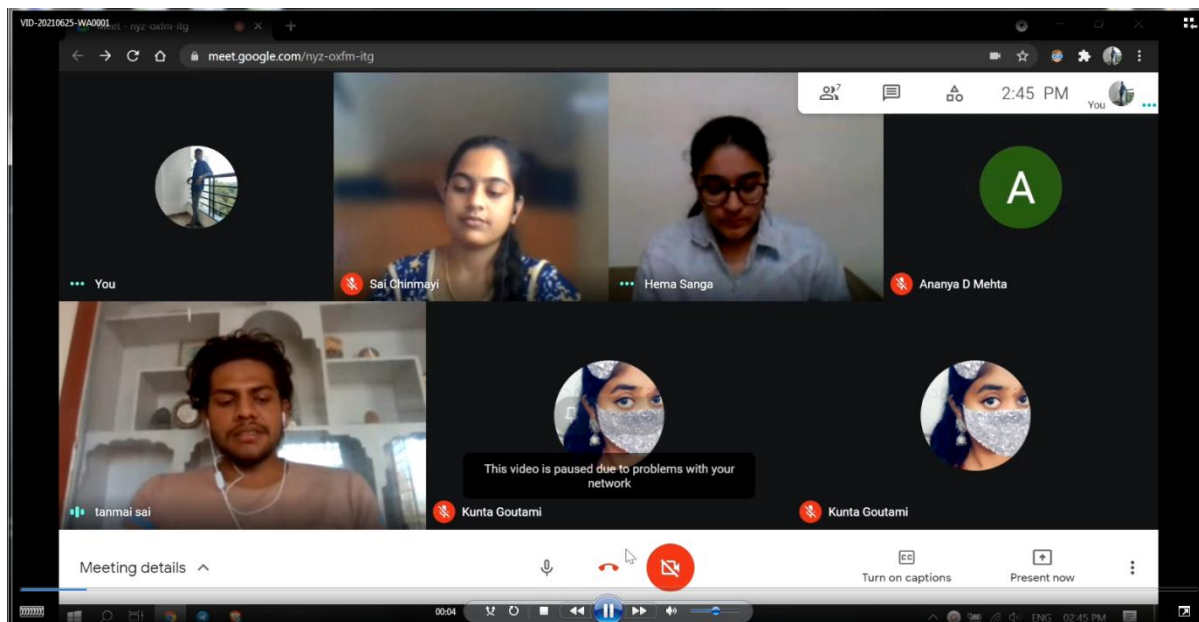 VID-20210625-WA0001
Meet - nyz-oxfm-itg
meet.google.com/nyz-oxfm-itg
7
2:45 PM
You
A
You
Sai Chinmayi
Hema Sanga
Ananya D Mehta
This video is paused due to problems with your
network
tanmai sai
Kunta Goutami
Kunta Goutami
Meeting details
CC
Turn on captions
Present now
00:04
ENG
02:45 PM